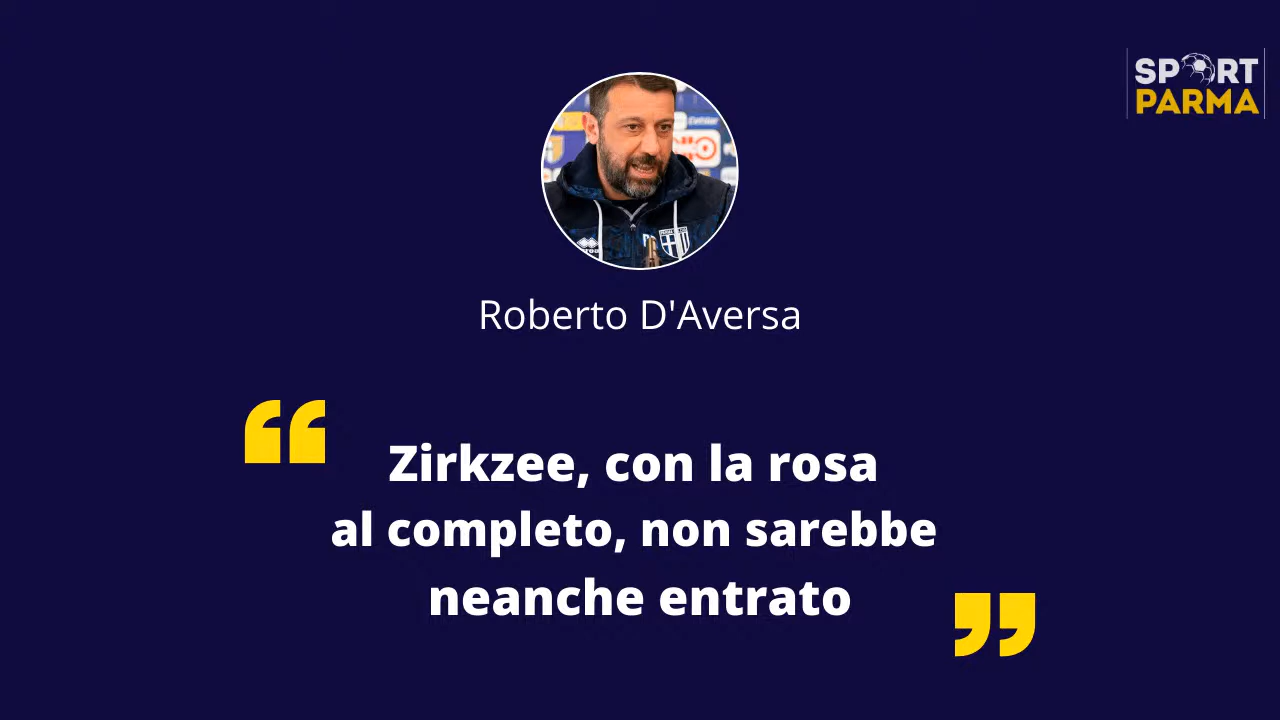 SPORT
PARMA
Roberto D'Aversa
“
Zirkzee, con la rosa
al completo, non sarebbe
neanche entrato
”